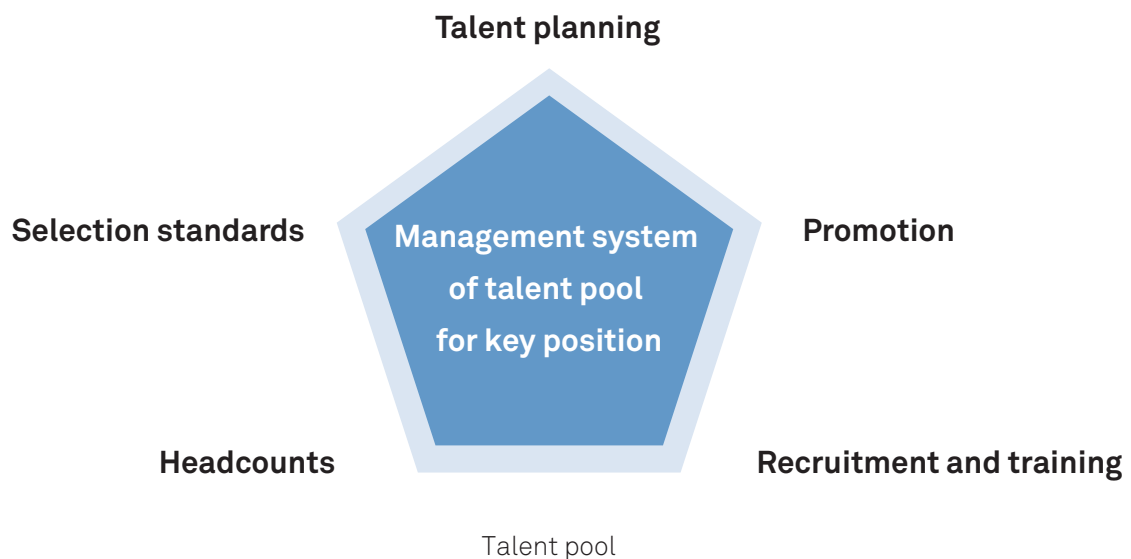 Talent planning
Selection standards
Promotion
Management system
of talent pool
for key position
Headcounts
Recruitment and training
Talent pool